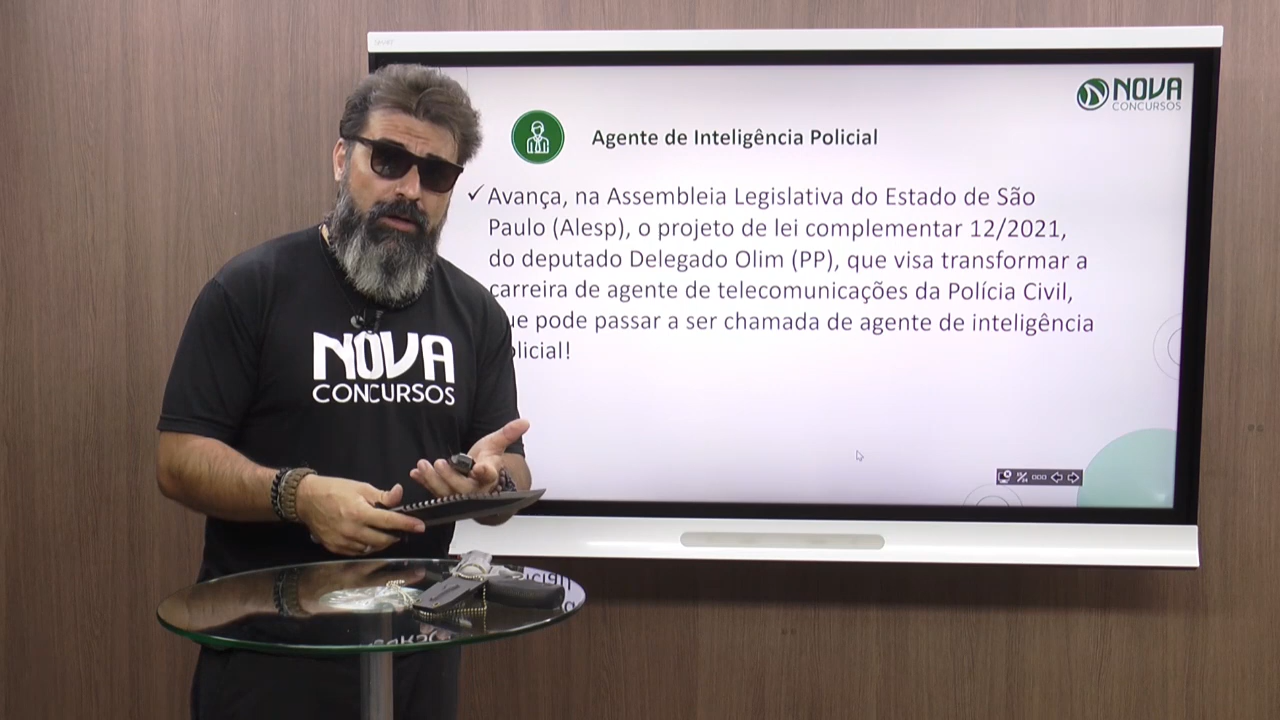 NOVA
CONCURSOS
Agente de Inteligência Policial
✓ Avança, na Assembleia Legislativa do Estado de São
Paulo (Alesp), o projeto de lei complementar 12/2021,
do deputado Delegado Olim (PP), que visa transformar a
carreira de agente de telecomunicações da Polícia Civil,
ue pode passar a ser chamada de agente de inteligência
olicial!
NOVA
CONCURSOS